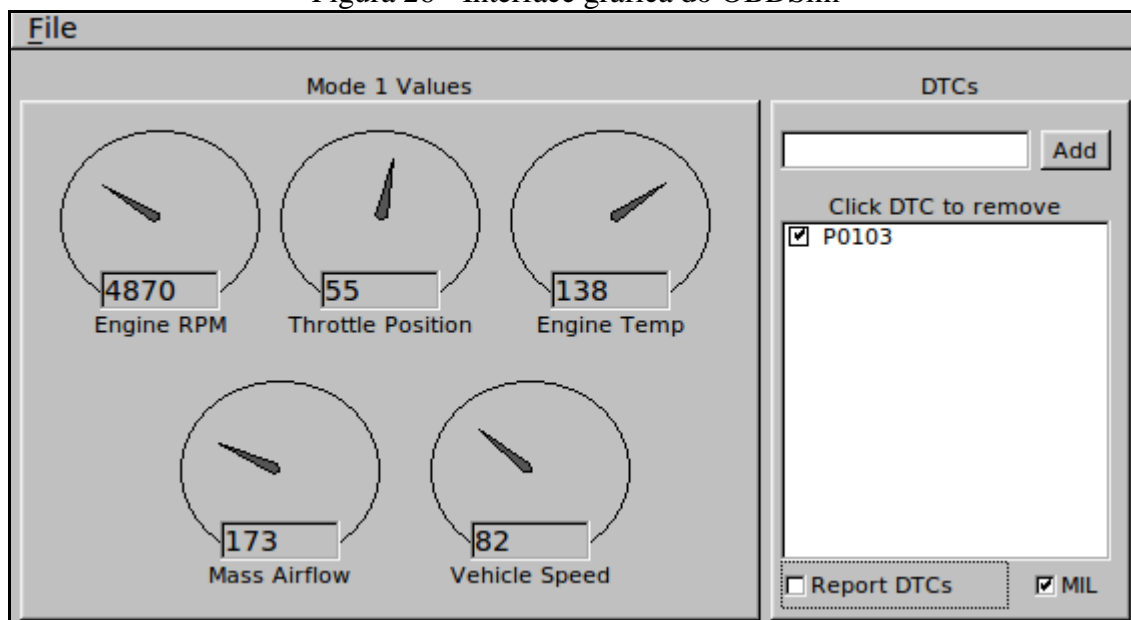 File
Mode 1 Values
4870
Engine RPM
55
Throttle Position
138
Engine Temp
173
Mass Airflow
82
Vehicle Speed
DTCs
Add
Click DTC to remove
P0103
Report DTCs
MIL